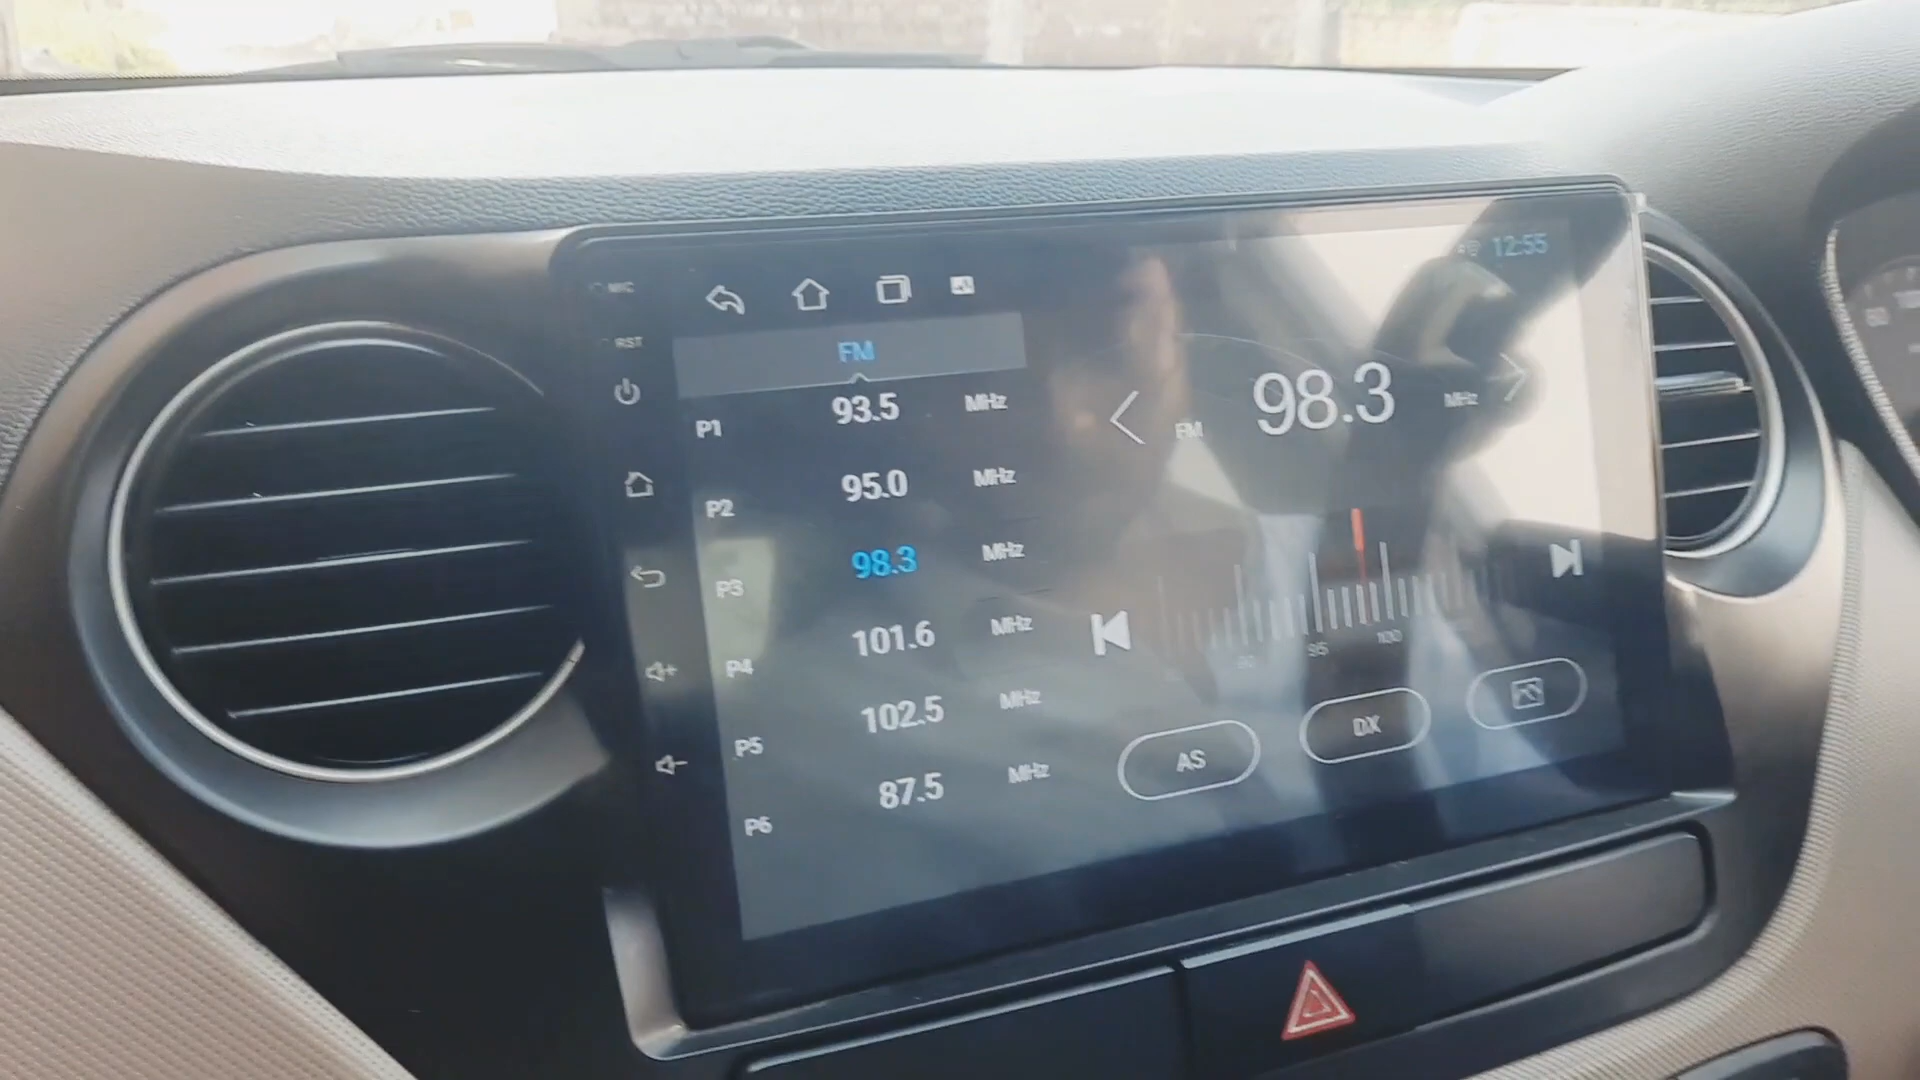 12:55
MIC
RST
FM
P1 93.5 MHz
P2 95.0 MHz
P3 98.3 MHz
P4 101.6 MHz
P5 102.5 MHz
P6 87.5 MHz
FM 98.3 MHz
90 95 100
AS DX